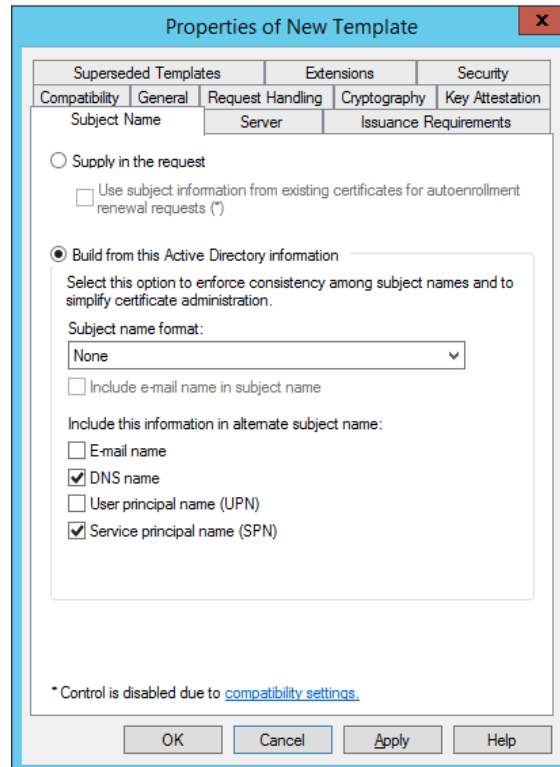 Properties of New Template
x
Superseded Templates Extensions Security
Compatibility General Request Handling Cryptography Key Attestation
Subject Name Server Issuance Requirements
Supply in the request
Use subject information from existing certificates for autoenrollment
renewal requests (*)
Build from this Active Directory information
Select this option to enforce consistency among subject names and to
simplify certificate administration.
Subject name format:
None
Include e-mail name in subject name
Include this information in alternate subject name:
E-mail name
DNS name
User principal name (UPN)
Service principal name (SPN)
* Control is disabled due to compatibility settings.
OK Cancel Apply Help